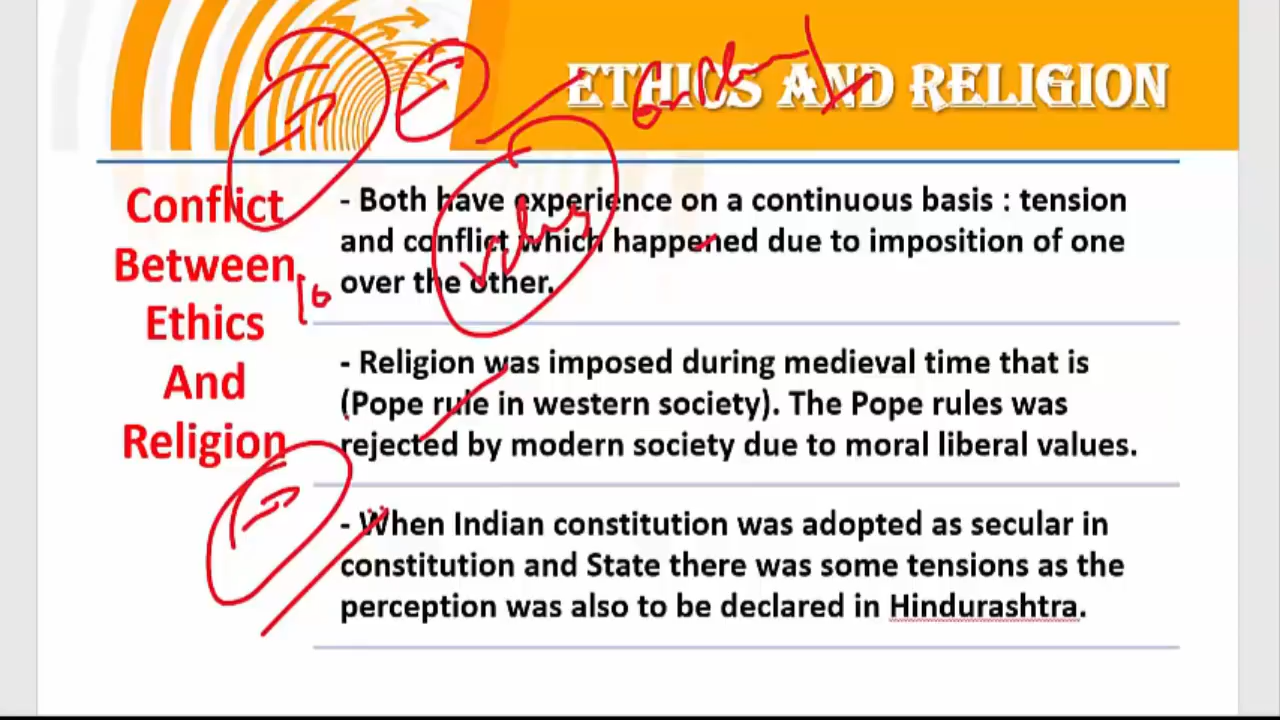 ETHICS AND RELIGION
Conflict
Between
Ethics
And
Religion
- Both have experience on a continuous basis : tension
and conflict which happened due to imposition of one
over the other.
- Religion was imposed during medieval time that is
(Pope rule in western society). The Pope rules was
rejected by modern society due to moral liberal values.
- When Indian constitution was adopted as secular in
constitution and State there was some tensions as the
perception was also to be declared in Hindurashtra.
values